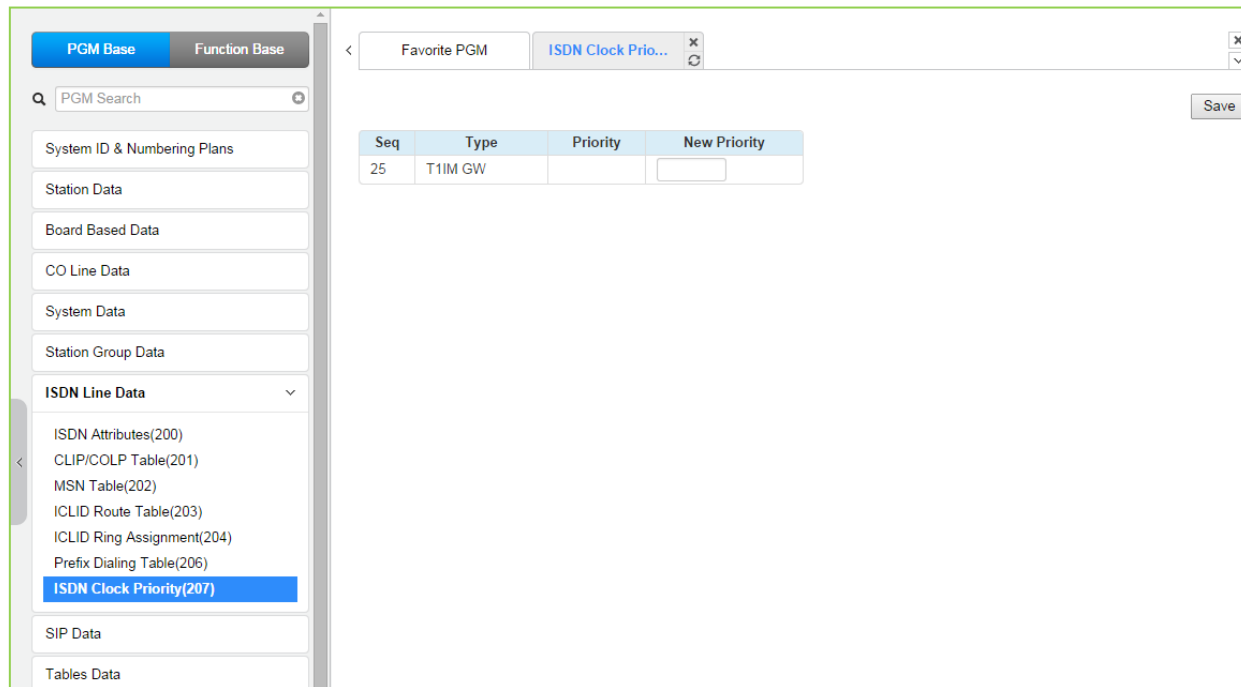 PGM Base Function Base
PGM Search
System ID & Numbering Plans
Station Data
Board Based Data
CO Line Data
System Data
Station Group Data
ISDN Line Data
ISDN Attributes(200)
CLIP/COLP Table(201)
MSN Table(202)
ICLID Route Table(203)
ICLID Ring Assignment(204)
Prefix Dialing Table(206)
ISDN Clock Priority(207)
SIP Data
Tables Data
Favorite PGM ISDN Clock Prio...
Save
Seq Type Priority New Priority
25 T1IM GW